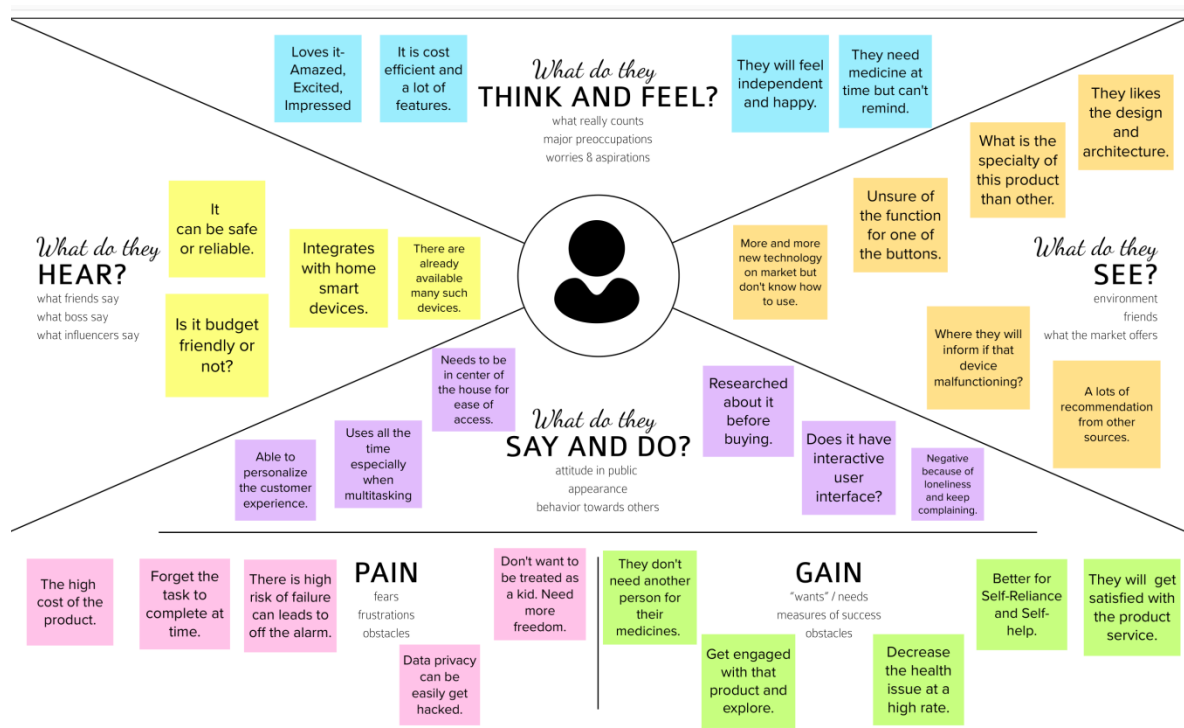 Loves it-
Amazed,
Excited,
Impressed
It is cost
efficient and
a lot of
features.
What do they
THINK AND FEEL?
what really counts
major preoccupations
worries & aspirations
They will feel
independent
and happy.
They need
medicine at
time but can't
remind.
What do they
HEAR?
what friends say
what boss say
what influencers say
It
can be safe
or reliable.
Is it budget
friendly or
not?
Integrates
with home
smart
devices.
There are
already
available
many such
devices.
More and more
new technology
on market but
don't know how
to use.
Unsure of
the function
for one of
the buttons.
What is the
specialty of
this product
than other.
They likes
the design
and
architecture.
What do they
SEE?
environment
friends
what the market offers
Where they will
inform if that
device
malfunctioning?
A lots of
recommendation
from other
sources.
Able to
personalize
the customer
experience.
Uses all the
time
especially
when
multitasking
Needs to be
in center of
the house for
ease of
access.
What do they
SAY AND DO?
attitude in public
appearance
behavior towards others
Researched
about it
before
buying.
Does it have
interactive
user
interface?
Negative
because of
loneliness
and keep
complaining.
The high
cost of the
product.
Forget the
task to
complete at
time.
There is high
risk of failure
can leads to
off the alarm.
PAIN
fears
frustrations
obstacles
Data privacy
can be
easily get
hacked.
Don't want to
be treated as
a kid. Need
more
freedom.
They don't
need another
person for
their
medicines.
Get engaged
with that
product and
explore.
GAIN
"wants" / needs
measures of success
obstacles
Decrease
the health
issue at a
high rate.
Better for
Self-Reliance
and Self-
help.
They will get
satisfied with
the product
service.